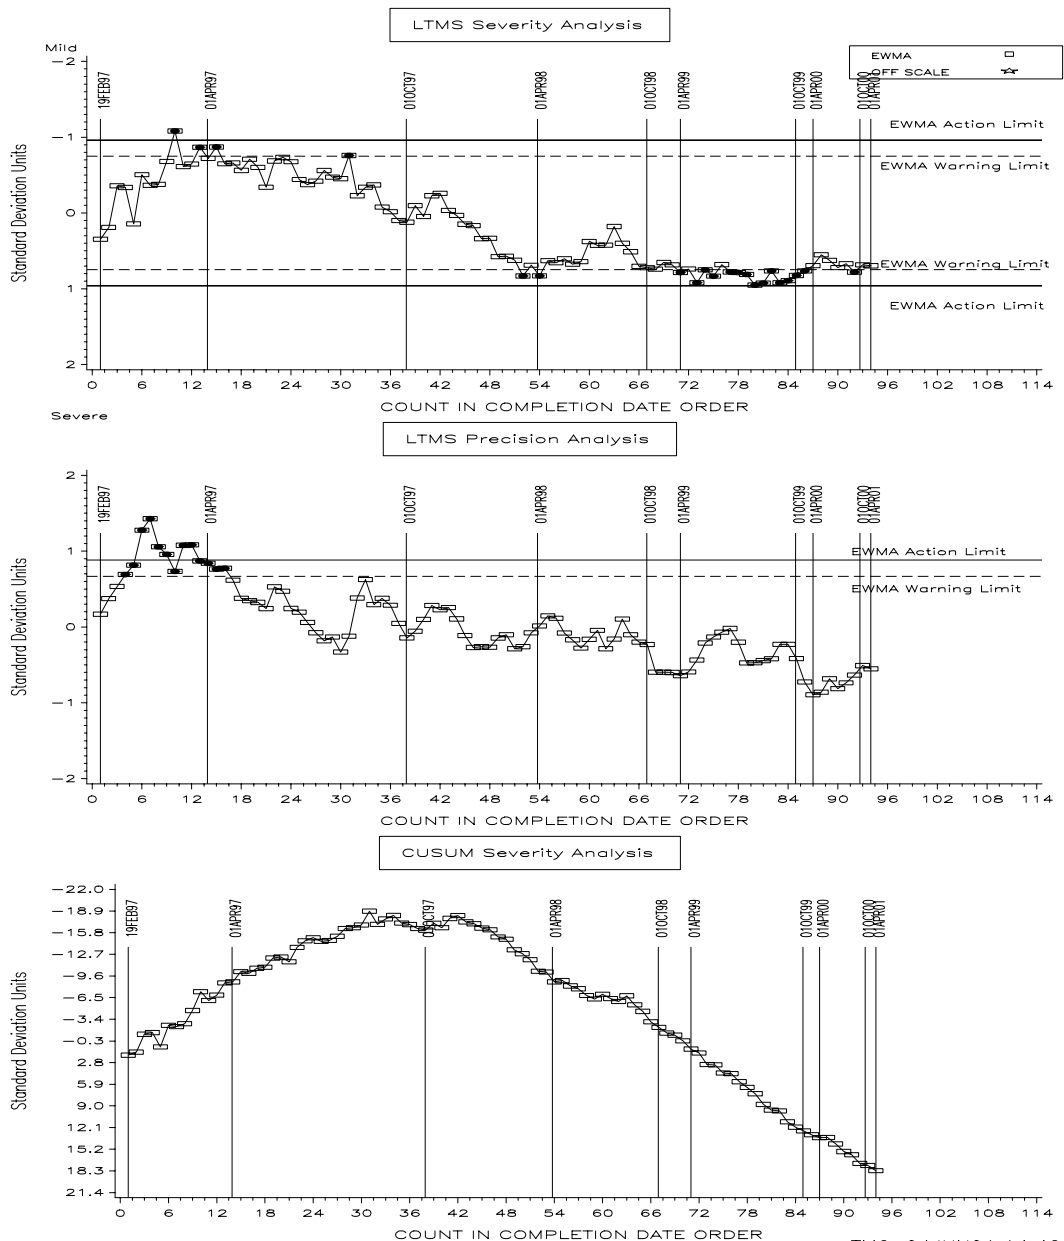 LTMS Severity Analysis
Mild
EWMA
OFF SCALE
19FEB97 01APR97 01OCT97 01APR98 01OCT98 01APR99 01OCT99 01APR00 01OCT00 01APR01
-2
-1
0
1
2
Standard Deviation Units
EWMA Action Limit
EWMA Warning Limit
EWMA Warning Limit
EWMA Action Limit
0 6 12 18 24 30 36 42 48 54 60 66 72 78 84 90 96 102 108 114
COUNT IN COMPLETION DATE ORDER
Severe
LTMS Precision Analysis
19FEB97 01APR97 01OCT97 01APR98 01OCT98 01APR99 01OCT99 01APR00 01OCT00 01APR01
2
1
0
-1
-2
Standard Deviation Units
EWMA Action Limit
EWMA Warning Limit
0 6 12 18 24 30 36 42 48 54 60 66 72 78 84 90 96 102 108 114
COUNT IN COMPLETION DATE ORDER
CUSUM Severity Analysis
19FEB97 01APR97 01OCT97 01APR98 01OCT98 01APR99 01OCT99 01APR00 01OCT00 01APR01
-22.0
-18.9
-15.8
-12.7
-9.6
-6.5
-3.4
-0.3
2.8
5.9
9.0
12.1
15.2
18.3
21.4
Standard Deviation Units
0 6 12 18 24 30 36 42 48 54 60 66 72 78 84 90 96 102 108 114
COUNT IN COMPLETION DATE ORDER